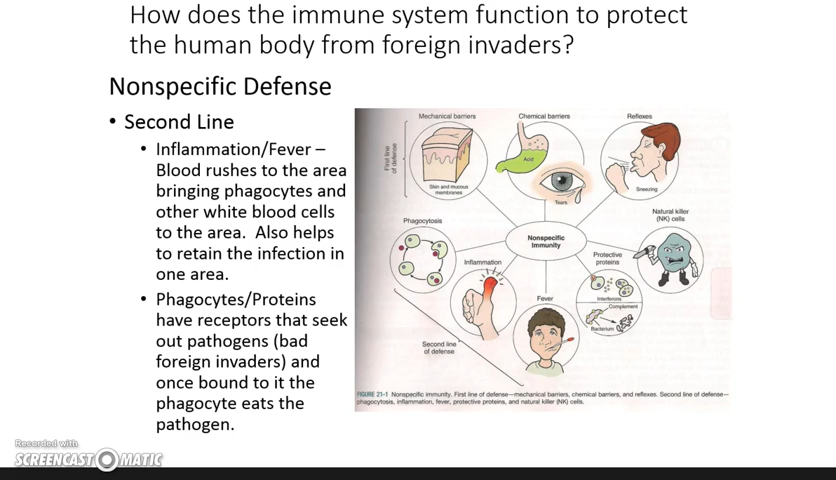 How does the immune system function to protect
the human body from foreign invaders?
Nonspecific Defense
• Second Line
• Inflammation/Fever –
Blood rushes to the area
bringing phagocytes and
other white blood cells
to the area. Also helps
to retain the infection in
one area.
• Phagocytes/Proteins
have receptors that seek
out pathogens (bad
foreign invaders) and
once bound to it the
phagocyte eats the
pathogen.
Mechanical barriers
Chemical barriers
Reflexes
First line
of defense
Acid
Skin and mucous
membranes
Tears
Sneezing
Phagocytosis
Natural killer
(NK) cells
Nonspecific
Immunity
Inflammation
Protective
proteins
Fever
Interferons
Complement
Bacterium
Second line
of defense
FIGURE 21-1 Nonspecific immunity. First line of defense—mechanical barriers, chemical barriers, and reflexes. Second line of defense—
phagocytosis, inflammation, fever, protective proteins, and natural killer (NK) cells.
Recorded with
SCREENCAST-O-MATIC